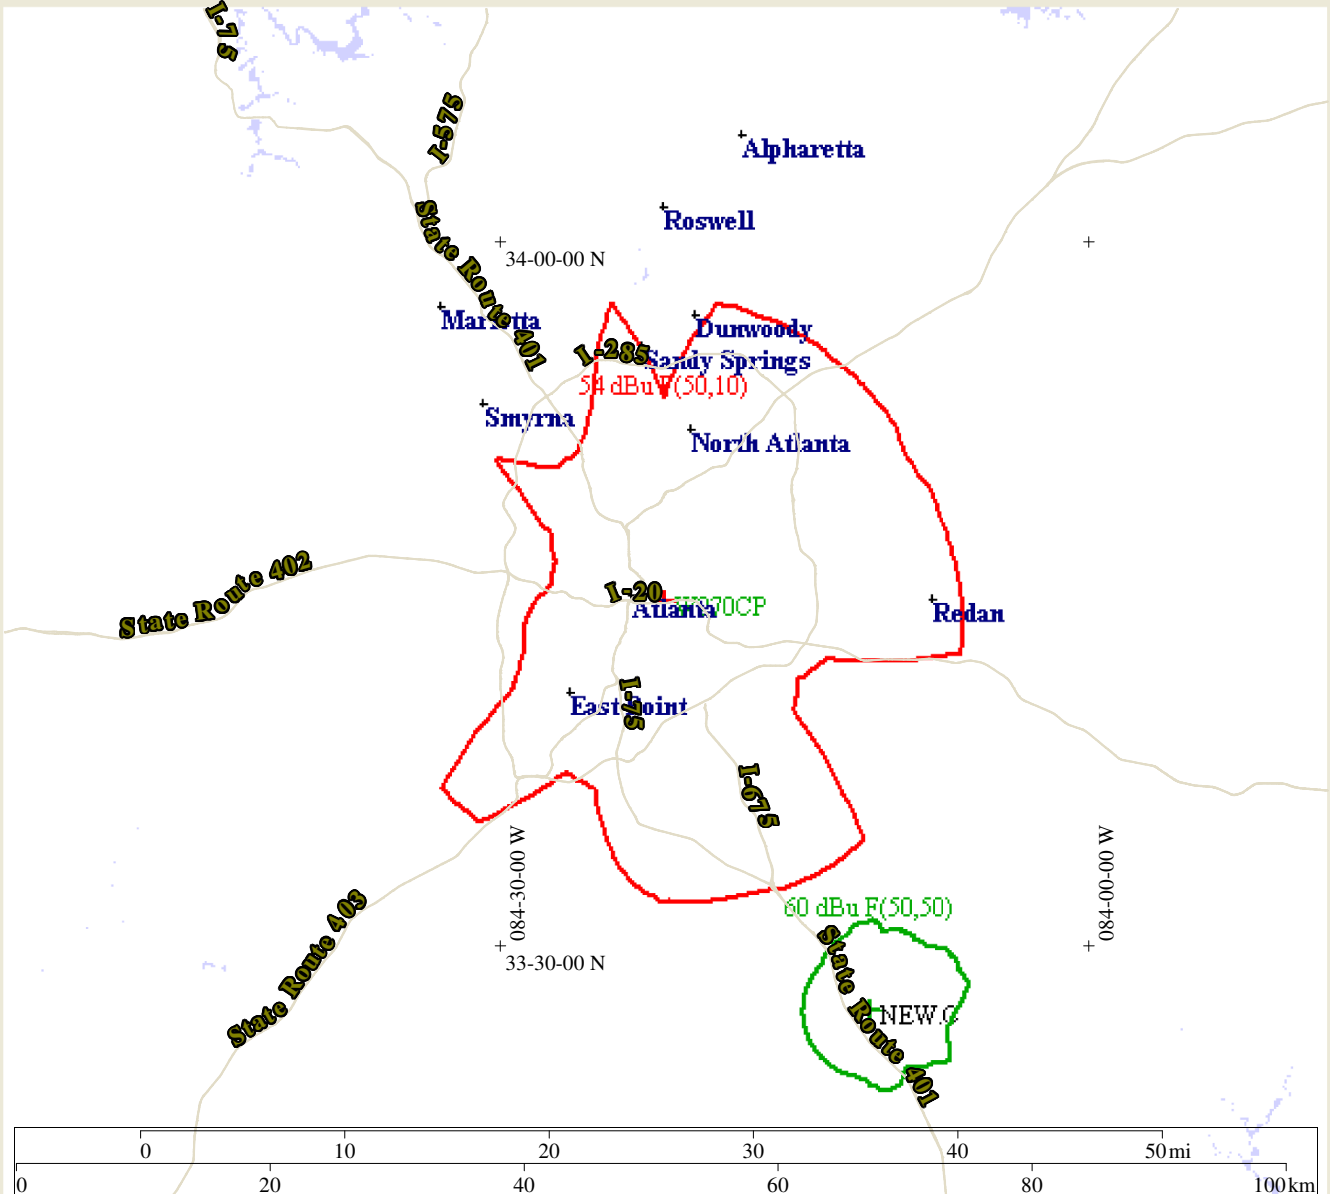 I-75
I-575
Alpharetta
State Route 401
Roswell
34-00-00 N
Marietta
Dunwoody
I-285
Sandy Springs
54 dBu F(50,10)
Smyrna
North Atlanta
State Route 402
I-20
Atlanta
Redan
I-75
East Point
I-675
084-30-00 W
084-00-00 W
60 dBu F(50,50)
State Route 403
33-30-00 N
State Route 401
NEW.C
0 10 20 30 40 50 mi
0 20 40 60 80 100 km